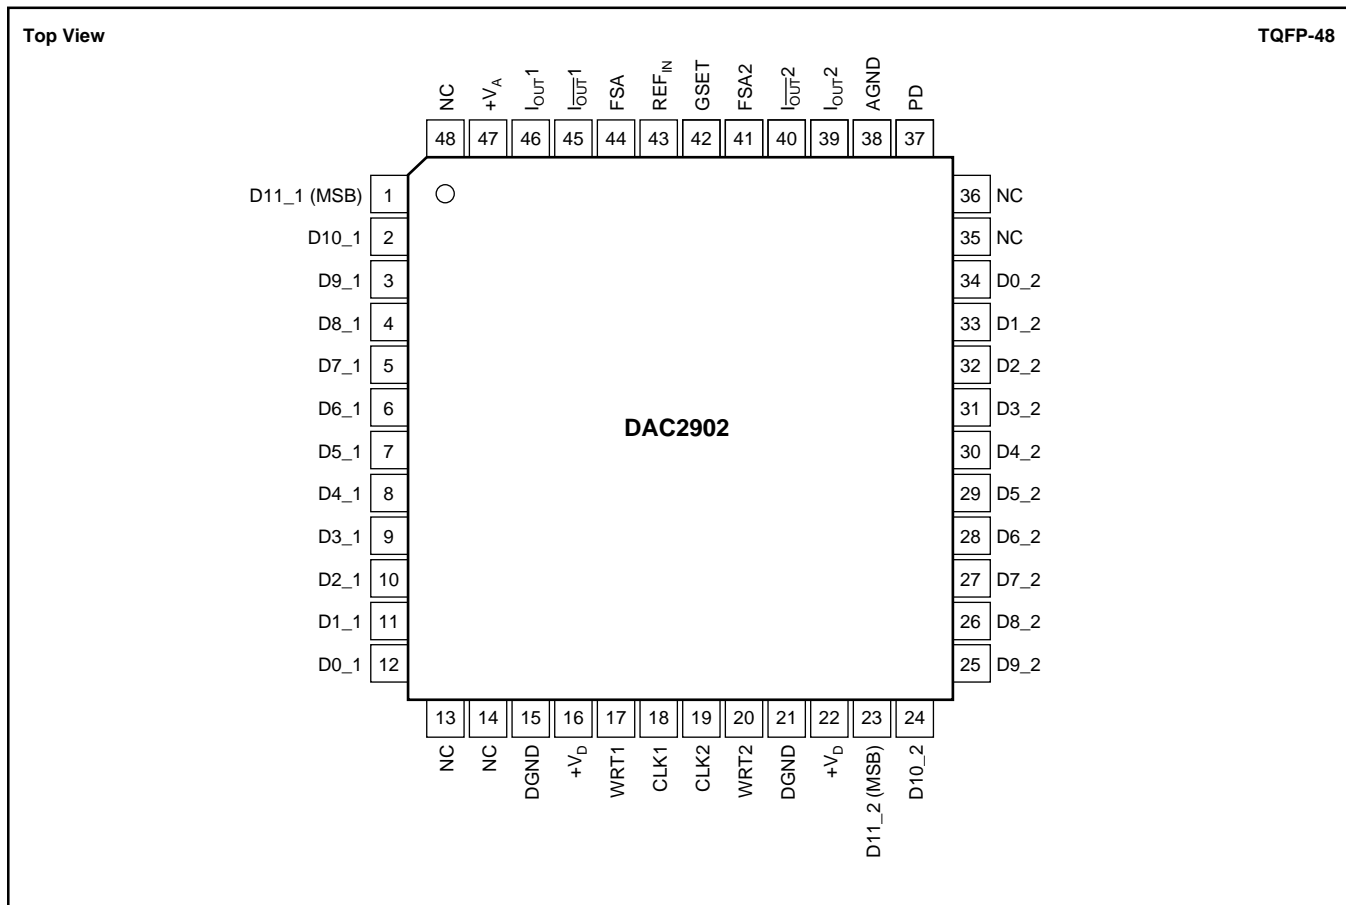 Top View
TQFP-48
NC
+VA
IOUT1
I̅O̅U̅T̅1
FSA
REFIN
GSET
FSA2
I̅O̅U̅T̅2
IOUT2
AGND
PD
48 47 46 45 44 43 42 41 40 39 38 37
D11_1 (MSB) 1
D10_1 2
D9_1 3
D8_1 4
D7_1 5
D6_1 6
D5_1 7
D4_1 8
D3_1 9
D2_1 10
D1_1 11
D0_1 12
DAC2902
36 NC
35 NC
34 D0_2
33 D1_2
32 D2_2
31 D3_2
30 D4_2
29 D5_2
28 D6_2
27 D7_2
26 D8_2
25 D9_2
13 14 15 16 17 18 19 20 21 22 23 24
NC
NC
DGND
+VD
WRT1
CLK1
CLK2
WRT2
DGND
+VD
D11_2 (MSB)
D10_2